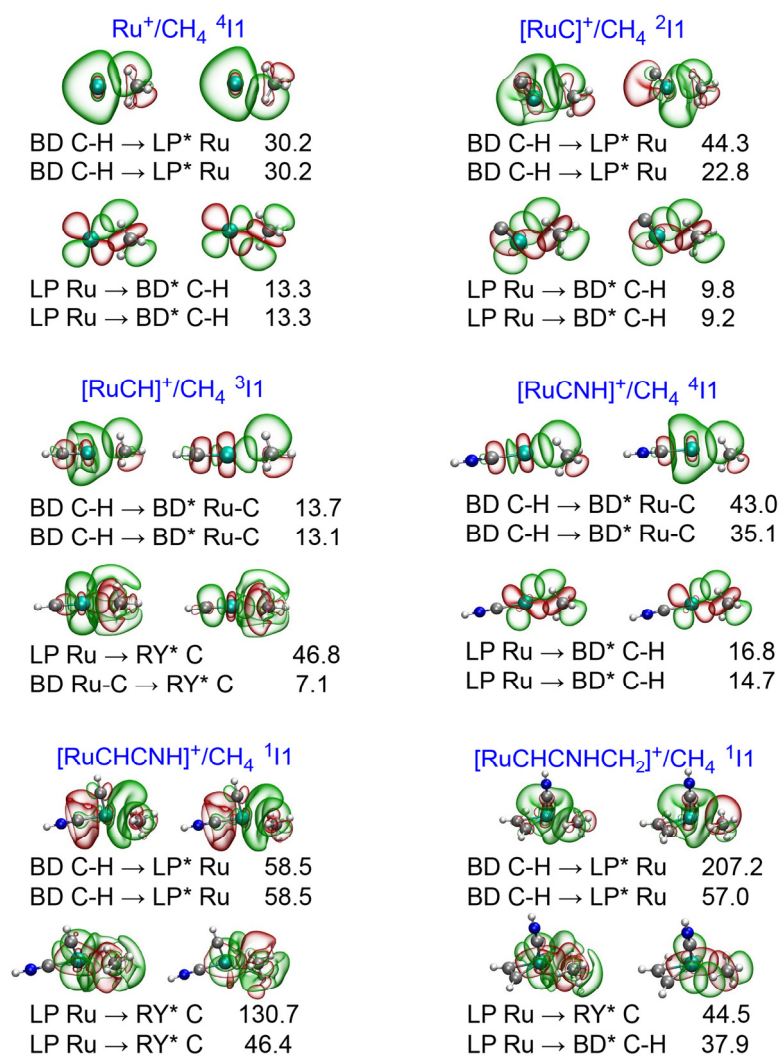 Ru⁺/CH₄ ⁴I1
BD C-H → LP* Ru 30.2
BD C-H → LP* Ru 30.2
LP Ru → BD* C-H 13.3
LP Ru → BD* C-H 13.3
[RuC]⁺/CH₄ ²I1
BD C-H → LP* Ru 44.3
BD C-H → LP* Ru 22.8
LP Ru → BD* C-H 9.8
LP Ru → BD* C-H 9.2
[RuCH]⁺/CH₄ ³I1
BD C-H → BD* Ru-C 13.7
BD C-H → BD* Ru-C 13.1
LP Ru → RY* C 46.8
BD Ru-C → RY* C 7.1
[RuCNH]⁺/CH₄ ⁴I1
BD C-H → BD* Ru-C 43.0
BD C-H → BD* Ru-C 35.1
LP Ru → BD* C-H 16.8
LP Ru → BD* C-H 14.7
[RuCHCNH]⁺/CH₄ ¹I1
BD C-H → LP* Ru 58.5
BD C-H → LP* Ru 58.5
LP Ru → RY* C 130.7
LP Ru → RY* C 46.4
[RuCHCNHCH₂]⁺/CH₄ ¹I1
BD C-H → LP* Ru 207.2
BD C-H → LP* Ru 57.0
LP Ru → RY* C 44.5
LP Ru → BD* C-H 37.9